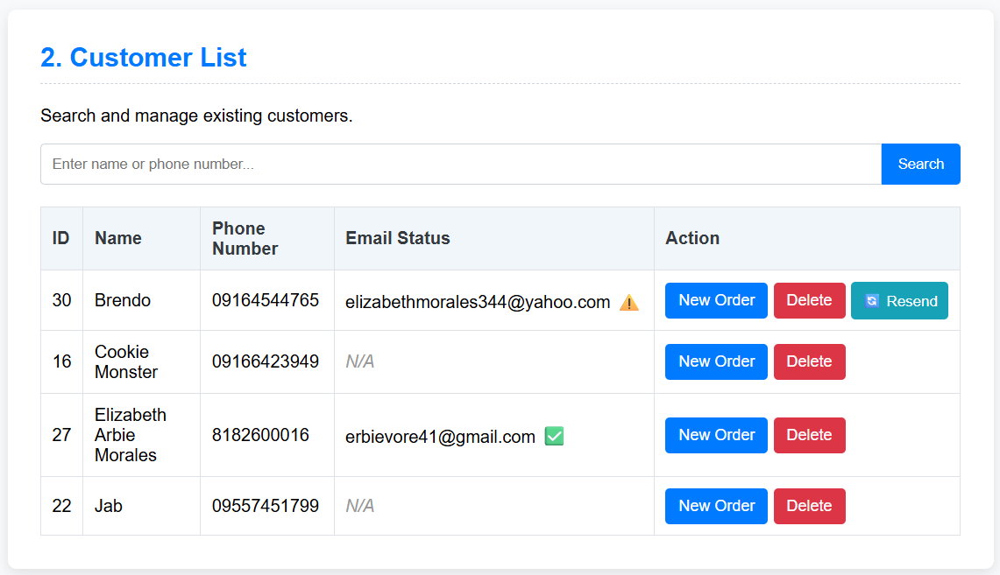 2. Customer List
Search and manage existing customers.
Enter name or phone number...
Search
ID
Name
Phone
Number
Email Status
Action
30
Brendo
09164544765
elizabethmorales344@yahoo.com
New Order
Delete
Resend
16
Cookie
Monster
09166423949
N/A
New Order
Delete
27
Elizabeth
Arbie
Morales
8182600016
erbievore41@gmail.com
New Order
Delete
22
Jab
09557451799
N/A
New Order
Delete